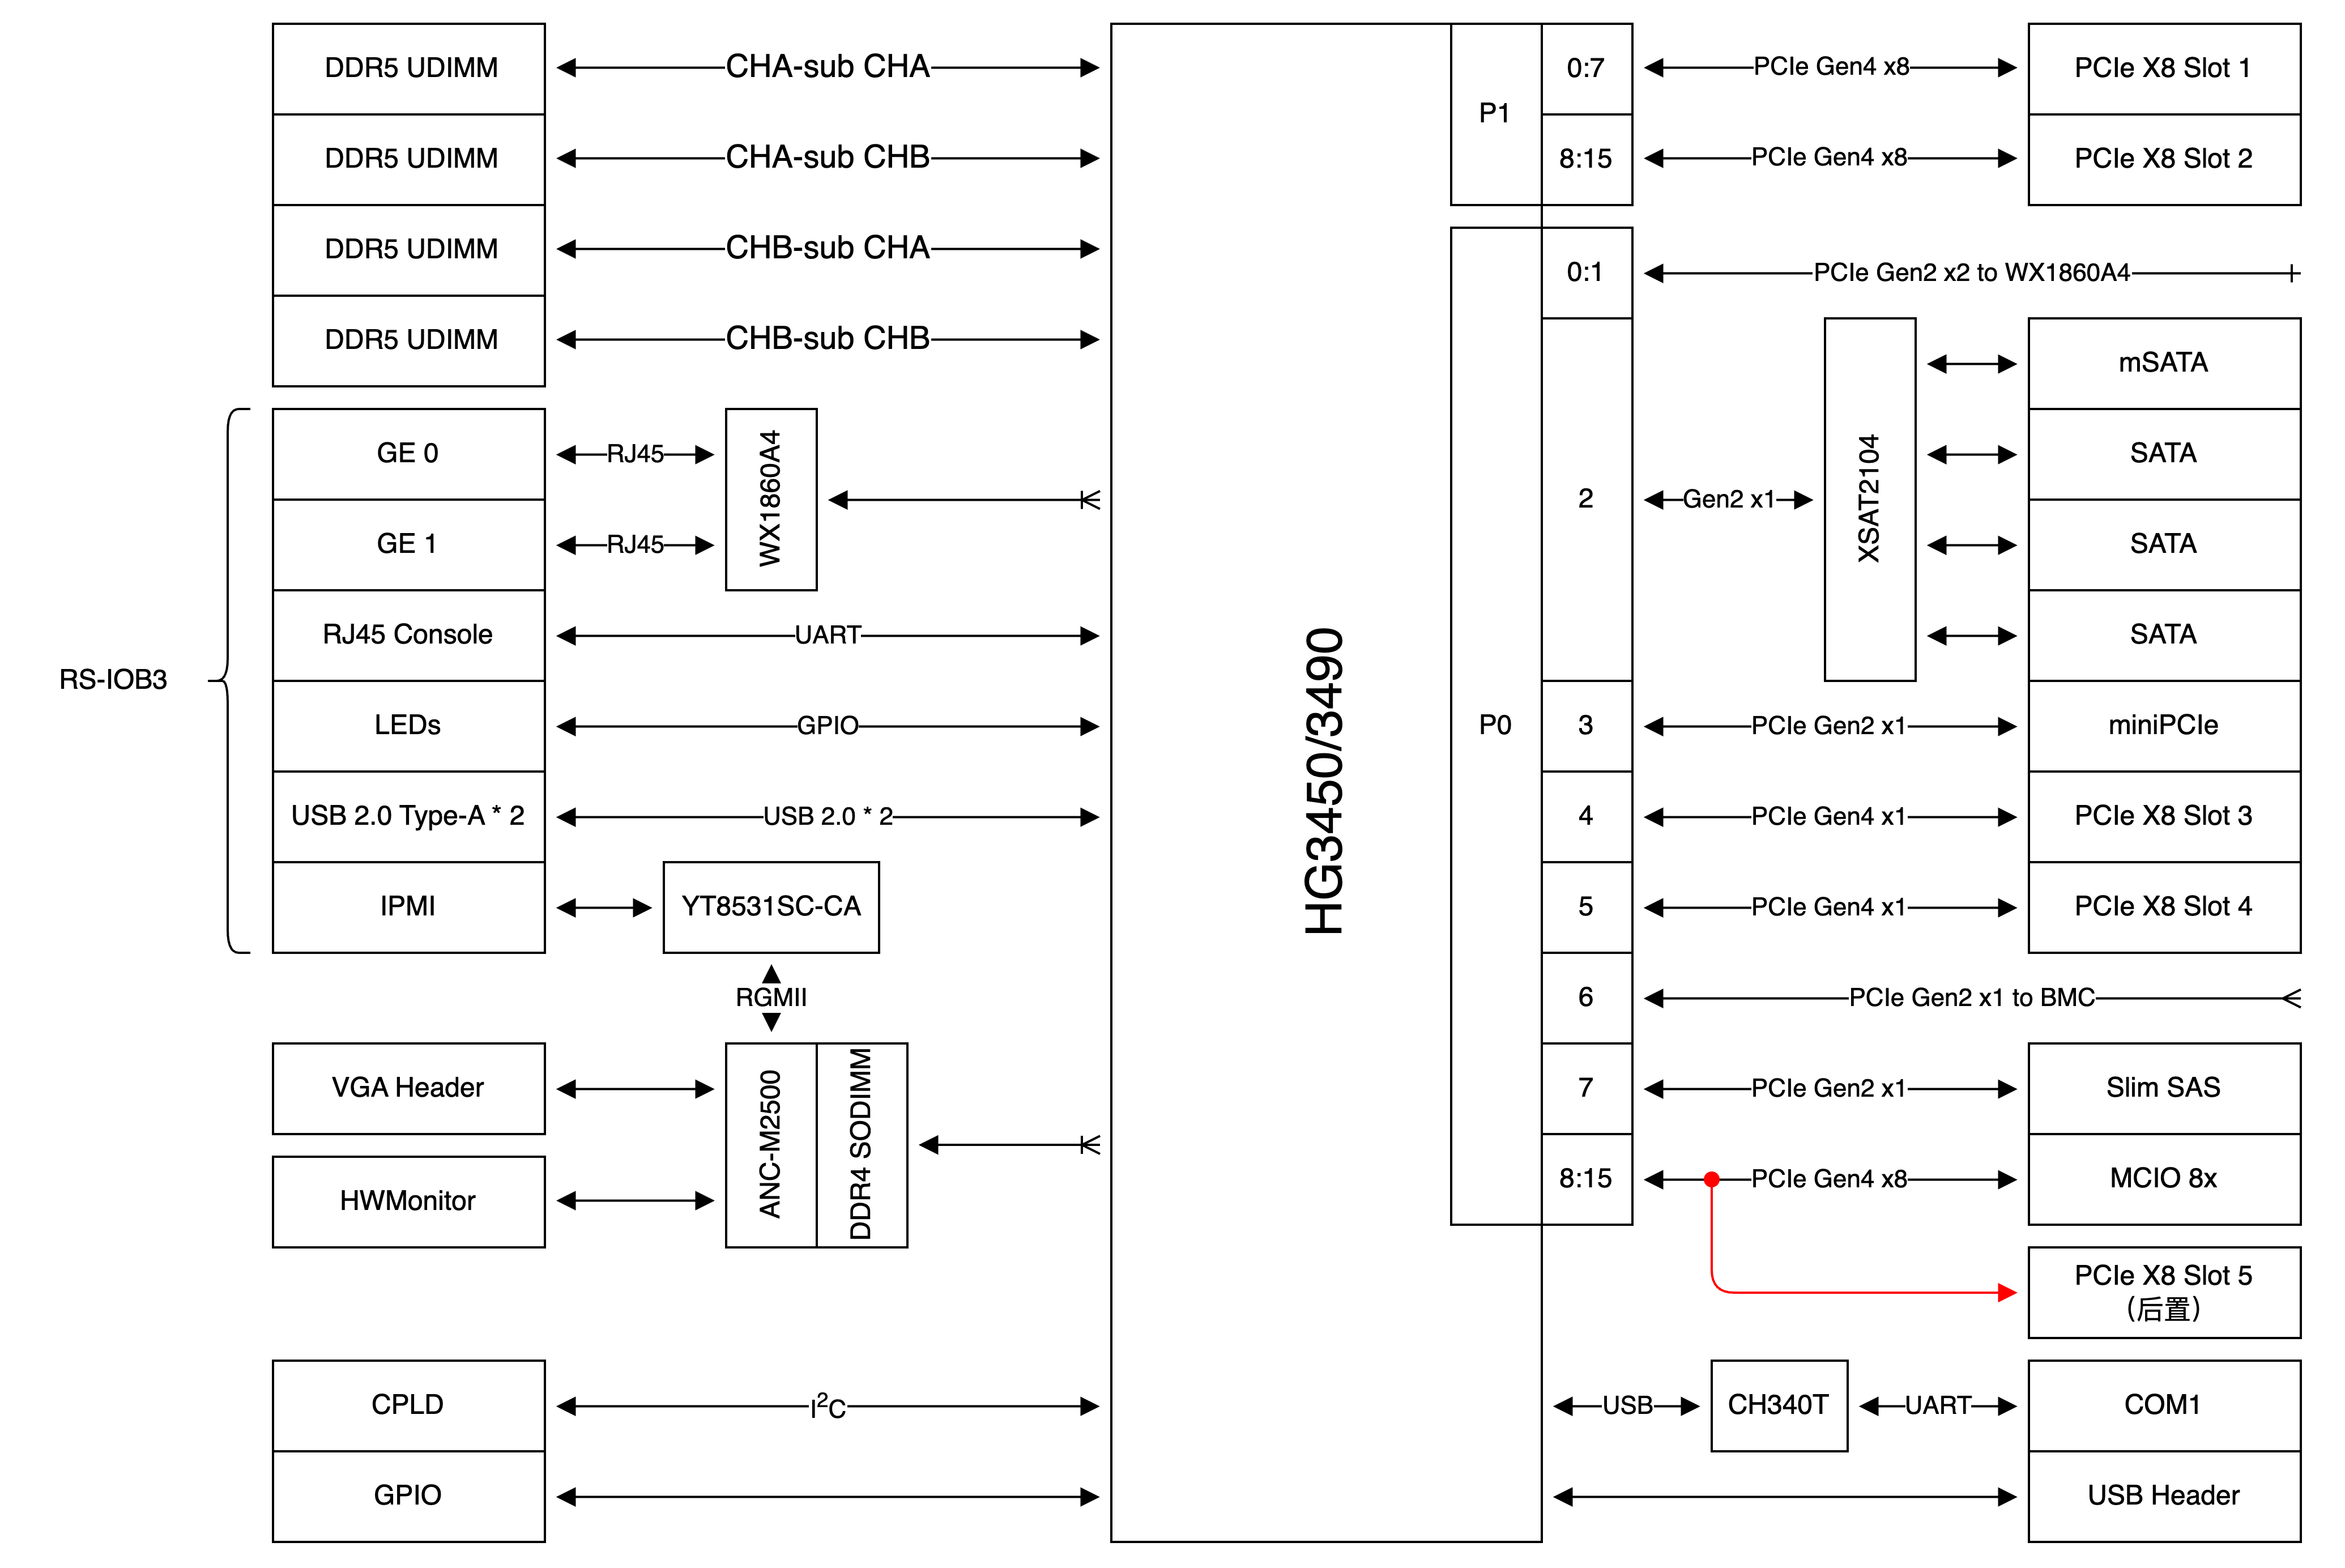 DDR5 UDIMM
CHA-sub CHA
DDR5 UDIMM
CHA-sub CHB
DDR5 UDIMM
CHB-sub CHA
DDR5 UDIMM
CHB-sub CHB
RS-IOB3
GE 0
RJ45
GE 1
RJ45
WX1860A4
RJ45 Console
UART
LEDs
GPIO
USB 2.0 Type-A * 2
USB 2.0 * 2
IPMI
YT8531SC-CA
RGMII
VGA Header
HWMonitor
ANC-M2500
DDR4 SODIMM
CPLD
I²C
GPIO
HG3450/3490
P1
0:7
PCIe Gen4 x8
PCIe X8 Slot 1
8:15
PCIe Gen4 x8
PCIe X8 Slot 2
P0
0:1
PCIe Gen2 x2 to WX1860A4
2
Gen2 x1
XSAT2104
mSATA
SATA
SATA
SATA
3
PCIe Gen2 x1
miniPCIe
4
PCIe Gen4 x1
PCIe X8 Slot 3
5
PCIe Gen4 x1
PCIe X8 Slot 4
6
PCIe Gen2 x1 to BMC
7
PCIe Gen2 x1
Slim SAS
8:15
PCIe Gen4 x8
MCIO 8x
PCIe X8 Slot 5
（后置）
USB
CH340T
UART
COM1
USB Header